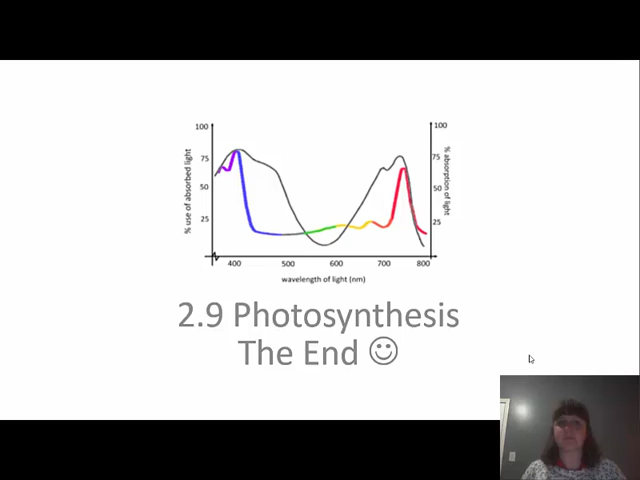 100
75
50
25
% use of absorbed light
100
75
50
25
% absorption of light
400 500 600 700 800
wavelength of light (nm)
2.9 Photosynthesis
The End ☺